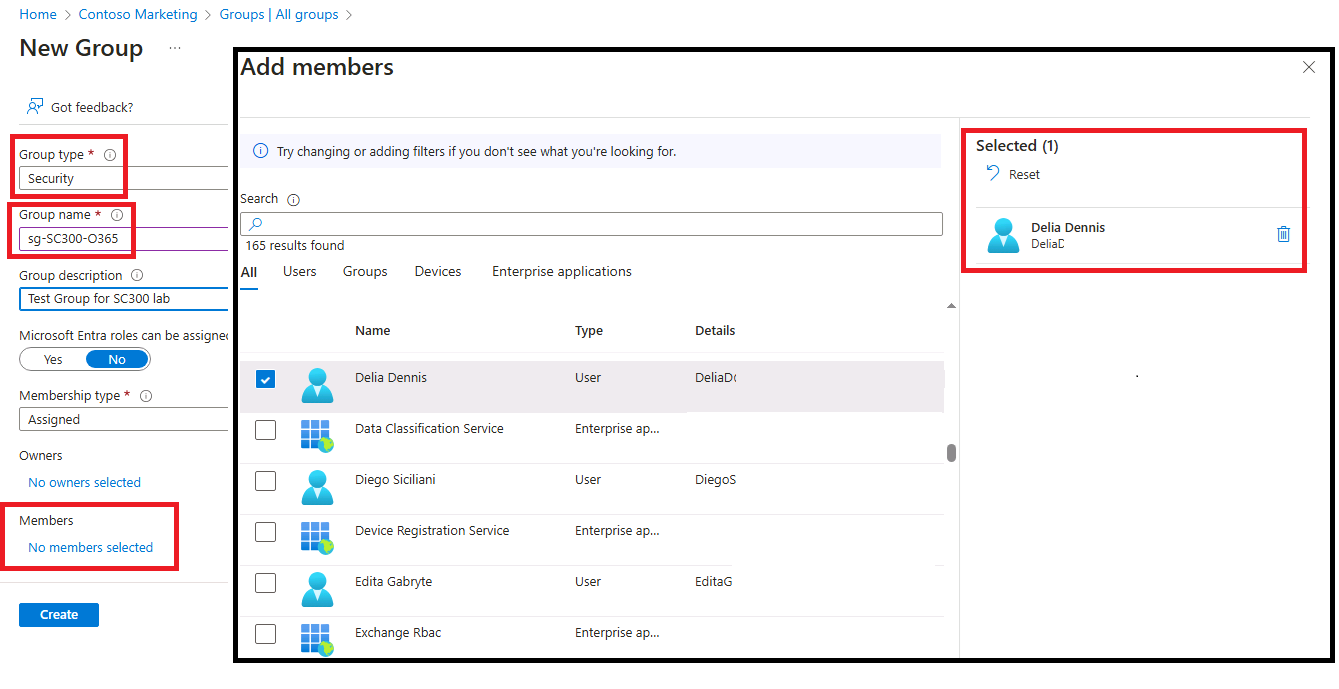 Home > Contoso Marketing > Groups | All groups >
New Group ...
Got feedback?
Group type *
Security
Group name *
sg-SC300-O365
Group description
Test Group for SC300 lab
Microsoft Entra roles can be assigned
Yes No
Membership type *
Assigned
Owners
No owners selected
Members
No members selected
Create
Add members
Try changing or adding filters if you don't see what you're looking for.
Search
165 results found
All Users Groups Devices Enterprise applications
Name Type Details
Delia Dennis User DeliaD
Data Classification Service Enterprise ap...
Diego Siciliani User DiegoS
Device Registration Service Enterprise ap...
Edita Gabryte User EditaG
Exchange Rbac Enterprise ap...
Selected (1)
Reset
Delia Dennis
DeliaD